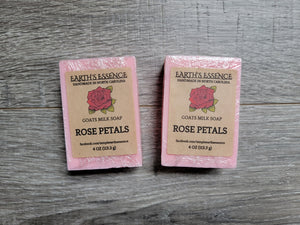 EARTH'S ESSENCE
HANDMADE IN NORTH CAROLINA
GOATS MILK SOAP
ROSE PETALS
4 OZ (113.3 g)
EARTH'S ESSENCE
HANDMADE IN NORTH CAROLINA
GOATS MILK SOAP
ROSE PETALS
4 OZ (113.3 g)